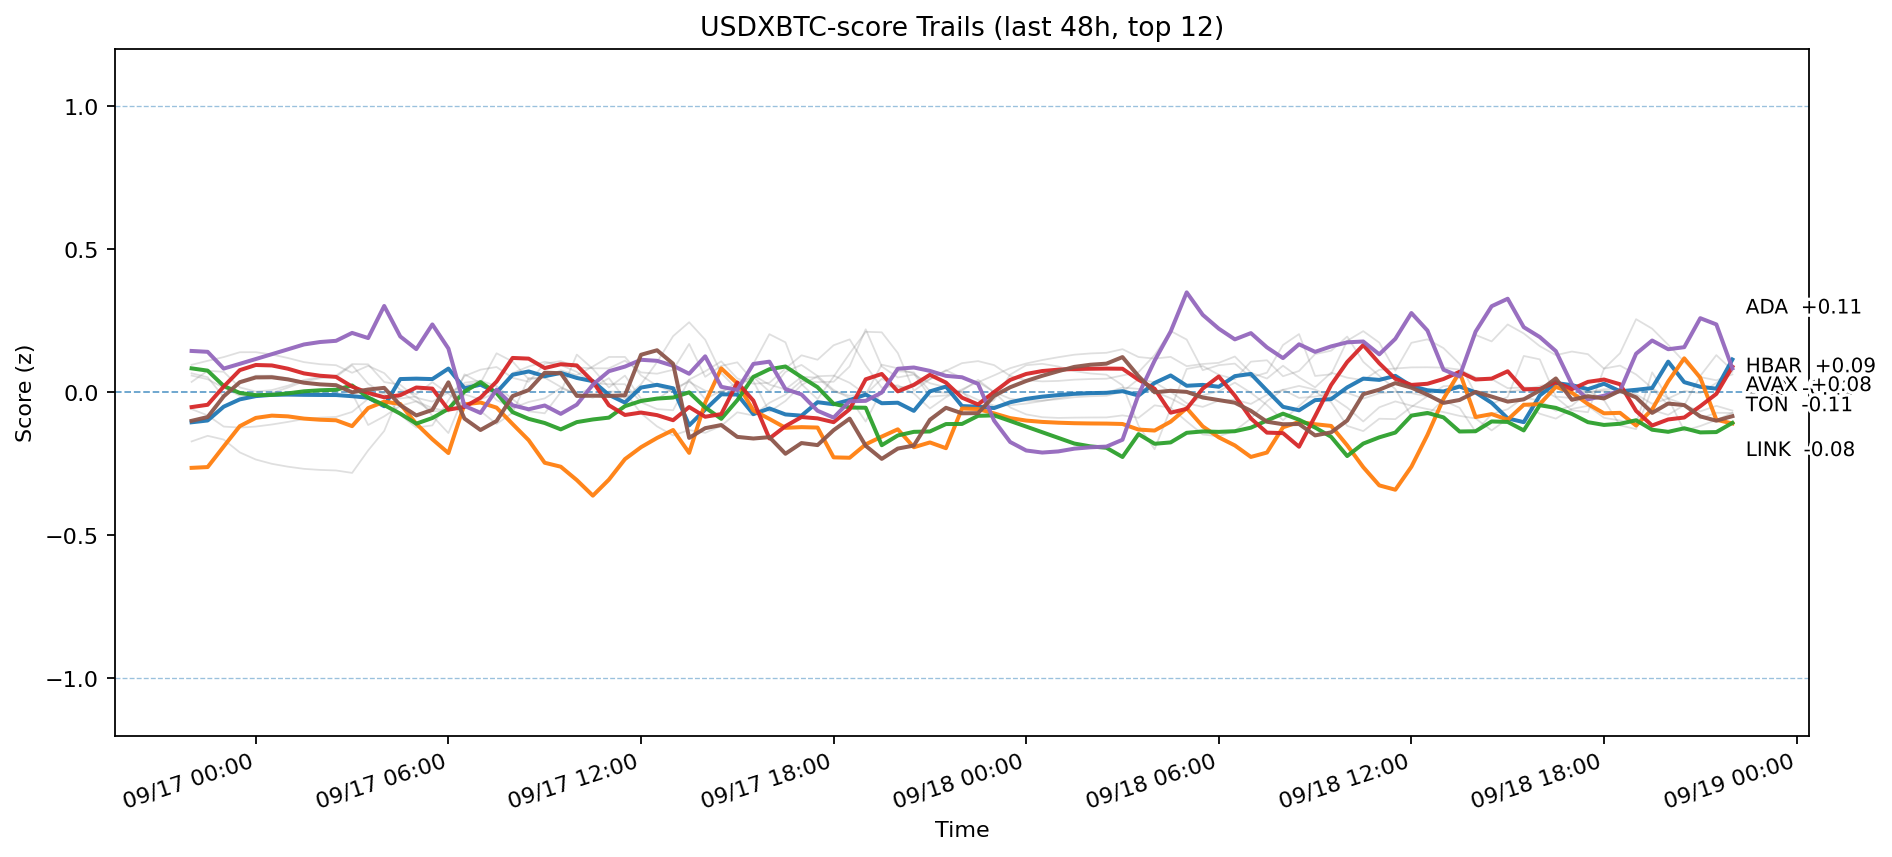 USDXBTC-score Trails (last 48h, top 12)
Score (z)
1.0
0.5
0.0
−0.5
−1.0
ADA +0.11
HBAR +0.09
AVAX +0.08
TON -0.11
LINK -0.08
09/17 00:00
09/17 06:00
09/17 12:00
09/17 18:00
09/18 00:00
09/18 06:00
09/18 12:00
09/18 18:00
09/19 00:00
Time